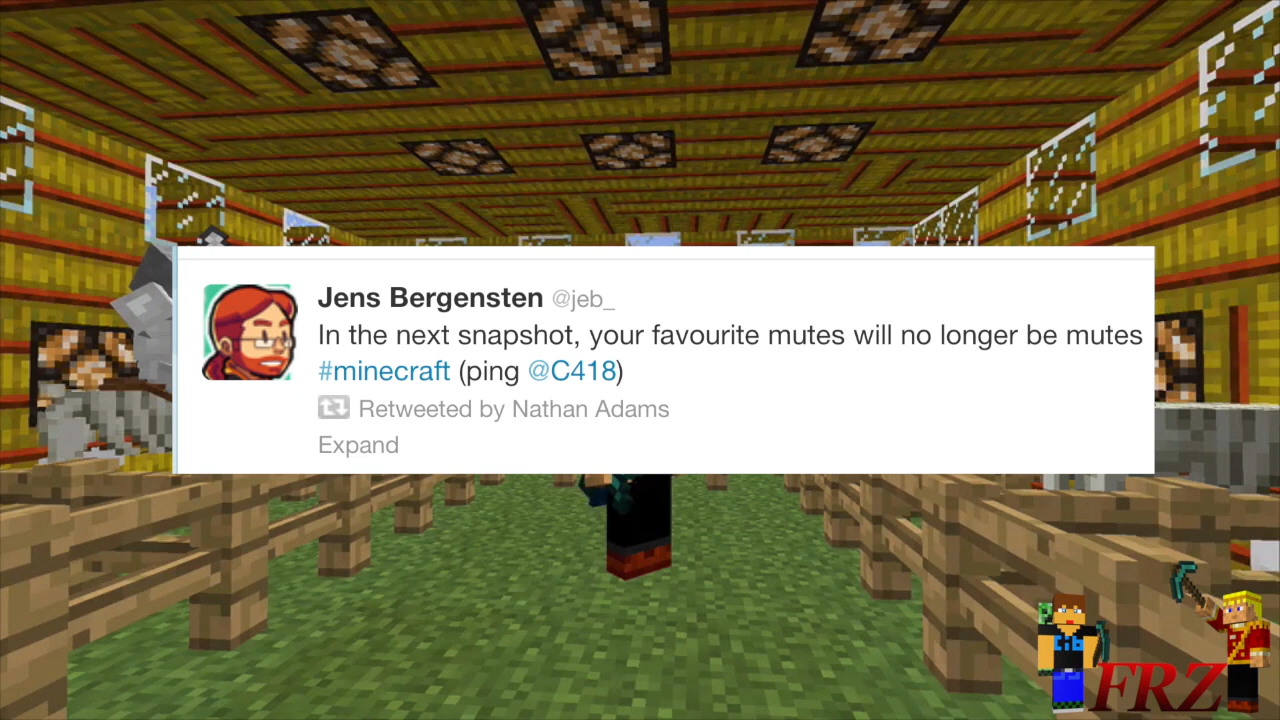 Jens Bergensten @jeb_
In the next snapshot, your favourite mutes will no longer be mutes
#minecraft (ping @C418)
Retweeted by Nathan Adams
Expand
FRZ